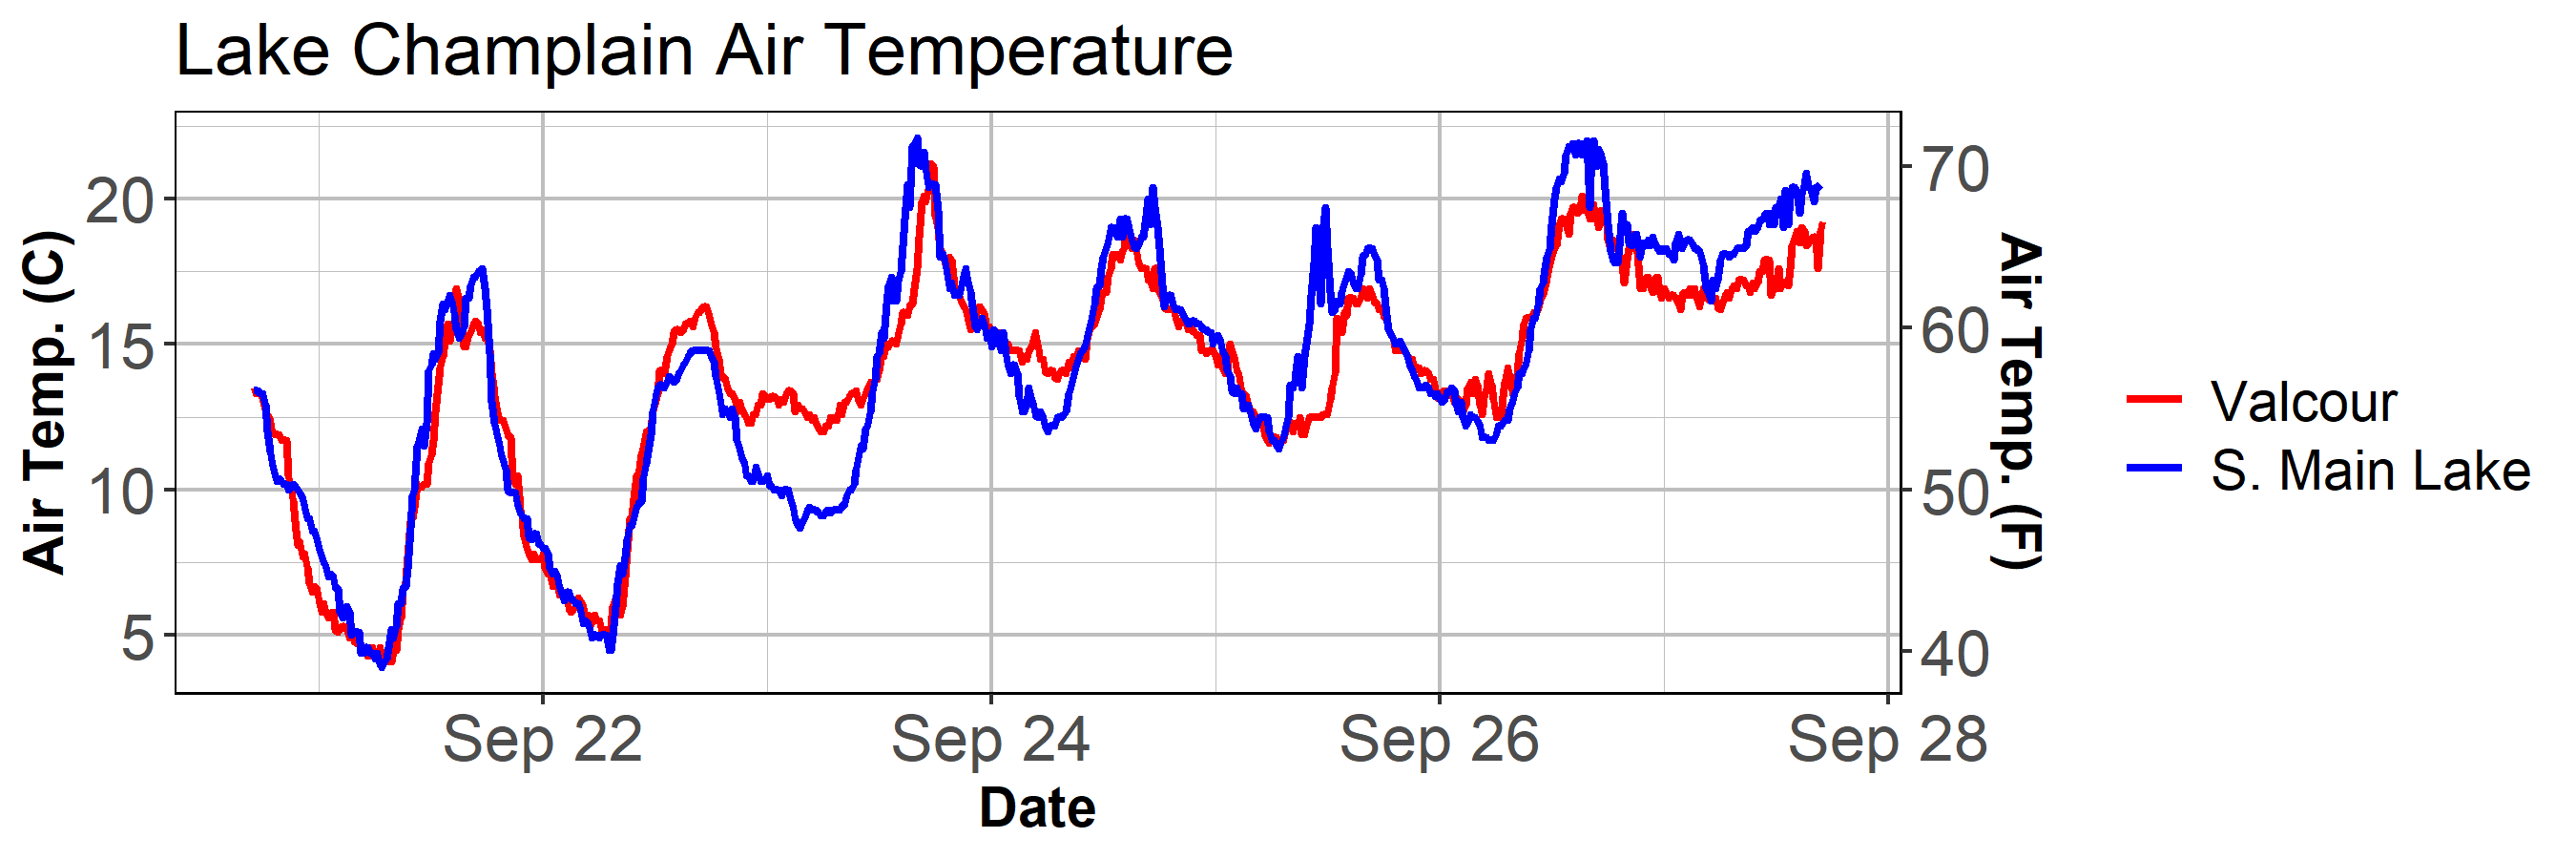 Lake Champlain Air Temperature
Air Temp. (C)
20
15
10
5
70
60
50
40
Air Temp. (F)
Sep 22
Sep 24
Sep 26
Sep 28
Date
Valcour
S. Main Lake